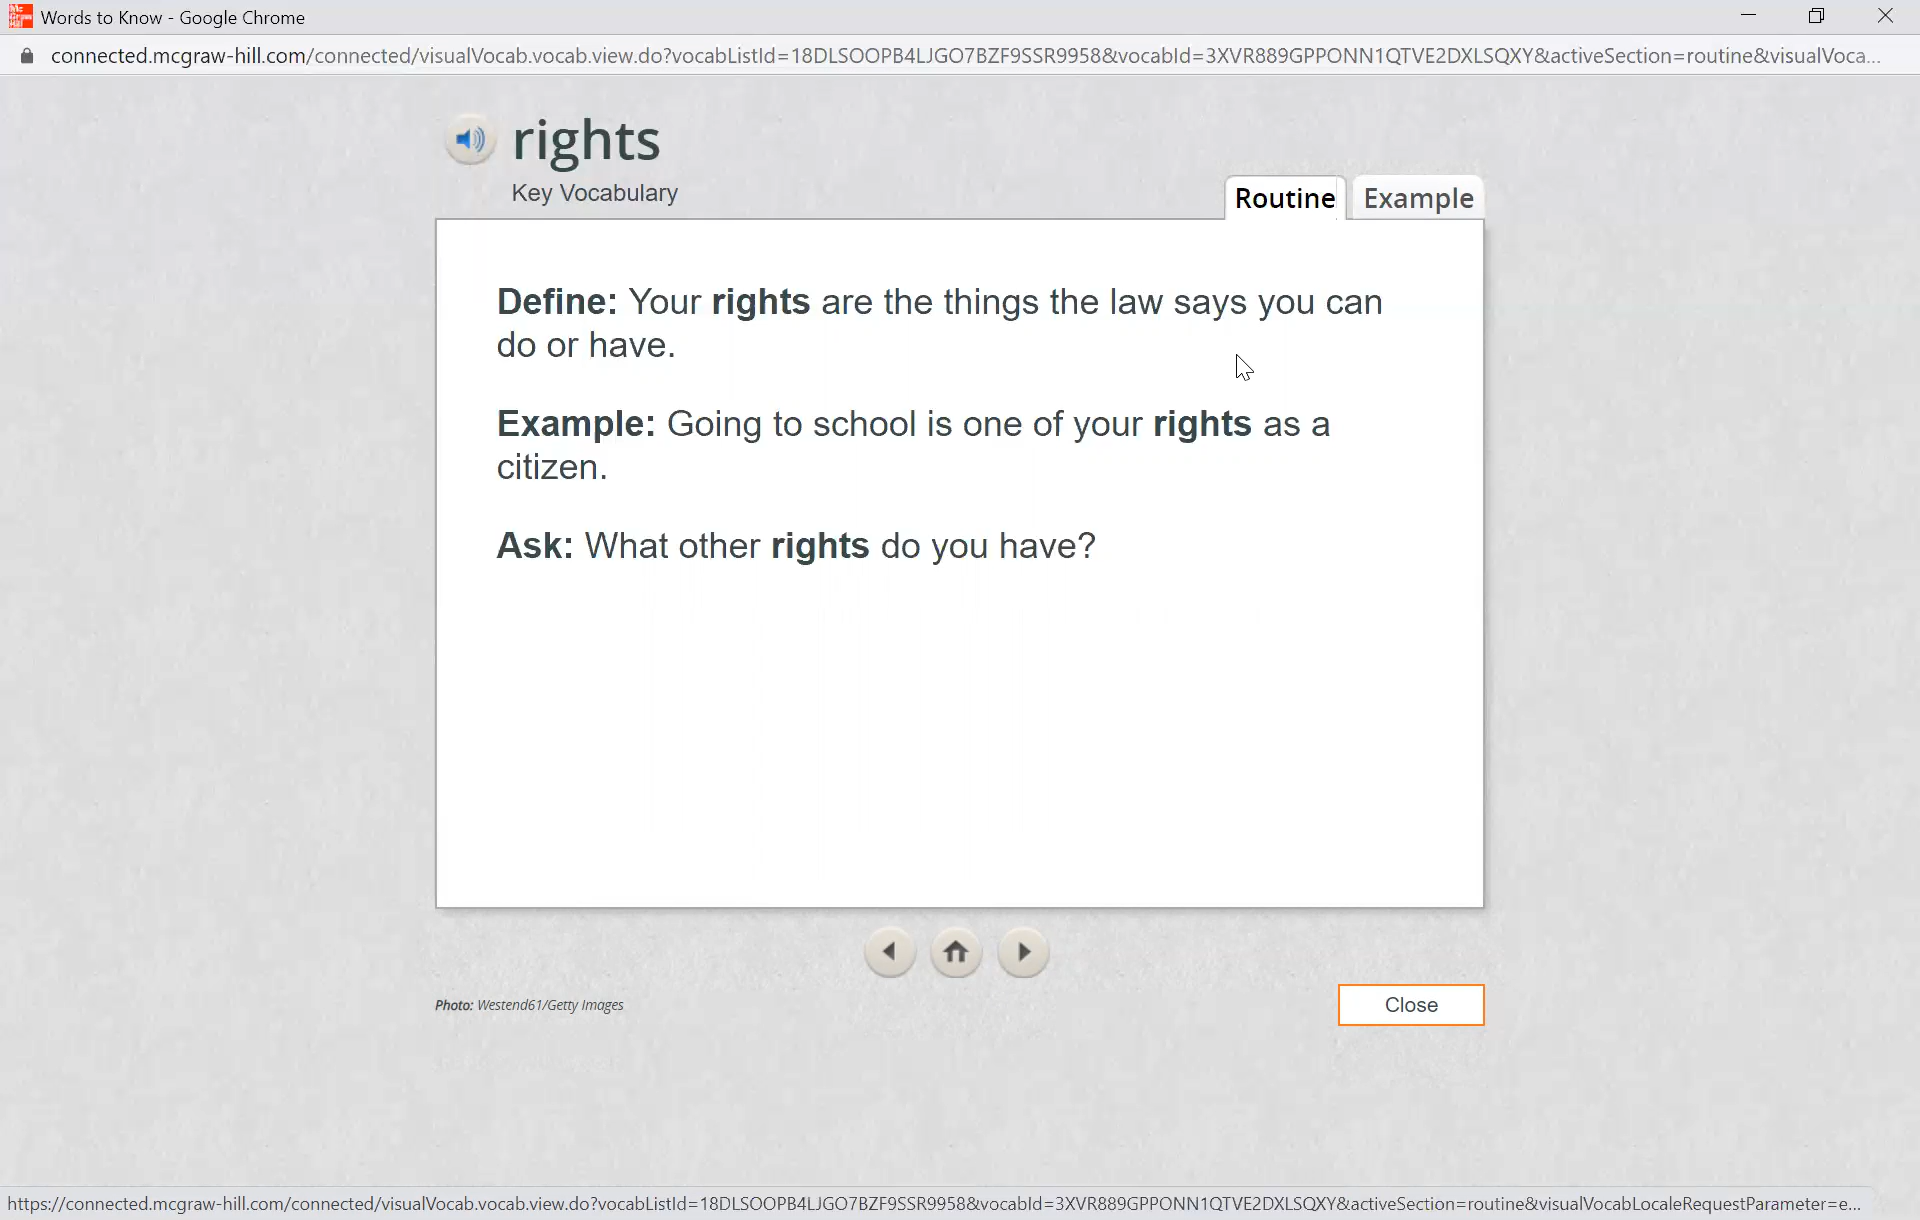 Words to Know - Google Chrome
connected.mcgraw-hill.com/connected/visualVocab.vocab.view.do?vocabListId=18DLSOOPB4LJGO7BZF9SSR9958&vocabId=3XVR889GPPONN1QTVE2DXLSQXY&activeSection=routine&visualVoca...
rights
Key Vocabulary
Routine Example
Define: Your rights are the things the law says you can
do or have.
Example: Going to school is one of your rights as a
citizen.
Ask: What other rights do you have?
Photo: Westend61/Getty Images
Close
https://connected.mcgraw-hill.com/connected/visualVocab.vocab.view.do?vocabListId=18DLSOOPB4LJGO7BZF9SSR9958&vocabId=3XVR889GPPONN1QTVE2DXLSQXY&activeSection=routine&visualVocabLocaleRequestParameter=e...